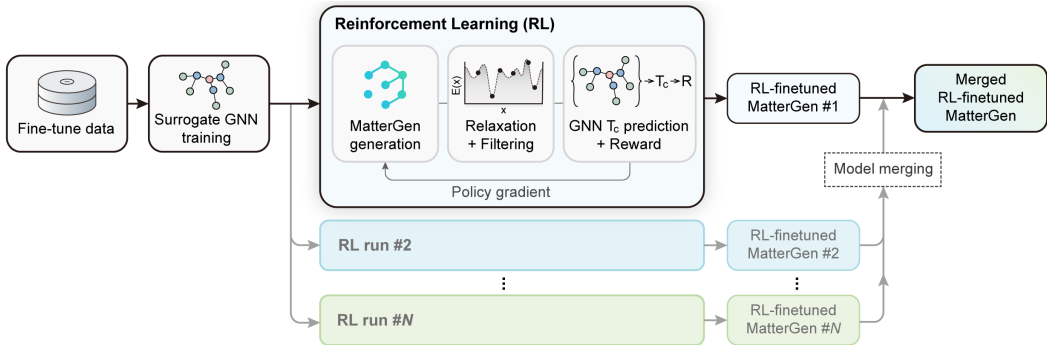 Reinforcement Learning (RL)
Fine-tune data
Surrogate GNN
training
MatterGen
generation
E(x)
x
Relaxation
+ Filtering
→T_c→R
GNN T_c prediction
+ Reward
Policy gradient
RL-finetuned
MatterGen #1
Merged
RL-finetuned
MatterGen
Model merging
RL run #2
RL-finetuned
MatterGen #2
RL run #N
RL-finetuned
MatterGen #N